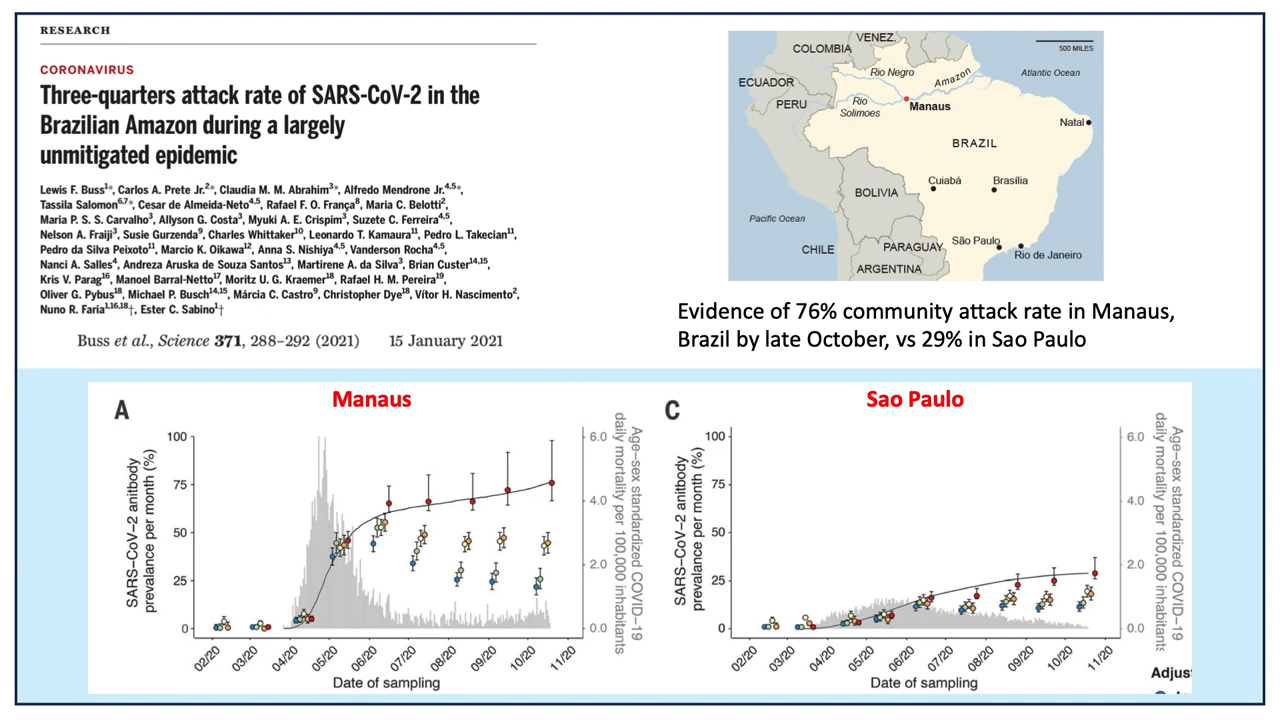 RESEARCH
CORONAVIRUS
Three-quarters attack rate of SARS-CoV-2 in the
Brazilian Amazon during a largely
unmitigated epidemic
Lewis F. Buss1*, Carlos A. Prete Jr.2*, Claudia M. M. Abrahim3*, Alfredo Mendrone Jr.4,5*,
Tassila Salomon6,7*, Cesar de Almeida-Neto4,5, Rafael F. O. França8, Maria C. Belotti2,
Maria P. S. S. Carvalho3, Allyson G. Costa3, Myuki A. E. Crispim3, Suzete C. Ferreira4,5,
Nelson A. Fraiji3, Susie Gurzenda9, Charles Whittaker10, Leonardo T. Kamaura11, Pedro L. Takecian11,
Pedro da Silva Peixoto11, Marcio K. Oikawa12, Anna S. Nishiya4,5, Vanderson Rocha4,5,
Nanci A. Salles4, Andreza Aruska de Souza Santos13, Martirene A. da Silva3, Brian Custer14,15,
Kris V. Parag16, Manoel Barral-Netto17, Moritz U. G. Kraemer18, Rafael H. M. Pereira19,
Oliver G. Pybus18, Michael P. Busch14,15, Márcia C. Castro9, Christopher Dye18, Vítor H. Nascimento2,
Nuno R. Faria1,16,18†, Ester C. Sabino1†
Buss et al., Science 371, 288–292 (2021) 15 January 2021
VENEZ.
COLOMBIA
500 MILES
Rio Negro
Amazon
Atlantic Ocean
ECUADOR
PERU
Rio
Solimoes
Manaus
Natal
BRAZIL
Cuiabá
Brasília
BOLIVIA
Pacific Ocean
PARAGUAY
São Paulo
CHILE
Rio de Janeiro
ARGENTINA
Evidence of 76% community attack rate in Manaus,
Brazil by late October, vs 29% in Sao Paulo
A
Manaus
SARS−CoV−2 anitbody
prevalance per month (%)
100
75
50
25
0
6.0
4.0
2.0
0.0
Age−sex standardized COVID−19
daily mortality per 100,000 inhabitants
02/20
03/20
04/20
05/20
06/20
07/20
08/20
09/20
10/20
11/20
Date of sampling
C
Sao Paulo
SARS−CoV−2 anitbody
prevalance per month (%)
100
75
50
25
0
6.0
4.0
2.0
0.0
Age−sex standardized COVID−19
daily mortality per 100,000 inhabitants
02/20
03/20
04/20
05/20
06/20
07/20
08/20
09/20
10/20
11/20
Date of sampling
Adjus